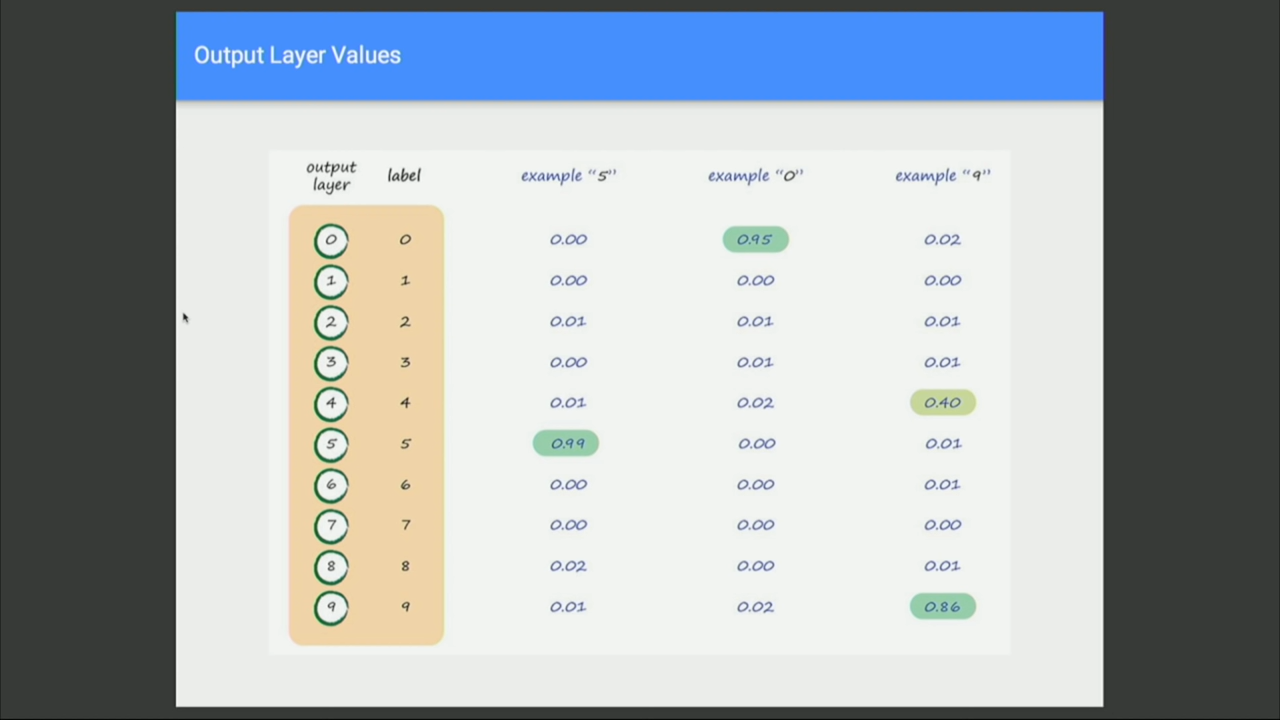 Output Layer Values
output layer label example "5" example "0" example "9"
0 0 0.00 0.95 0.02
1 1 0.00 0.00 0.00
2 2 0.01 0.01 0.01
3 3 0.00 0.01 0.01
4 4 0.01 0.02 0.40
5 5 0.99 0.00 0.01
6 6 0.00 0.00 0.01
7 7 0.00 0.00 0.00
8 8 0.02 0.00 0.01
9 9 0.01 0.02 0.86